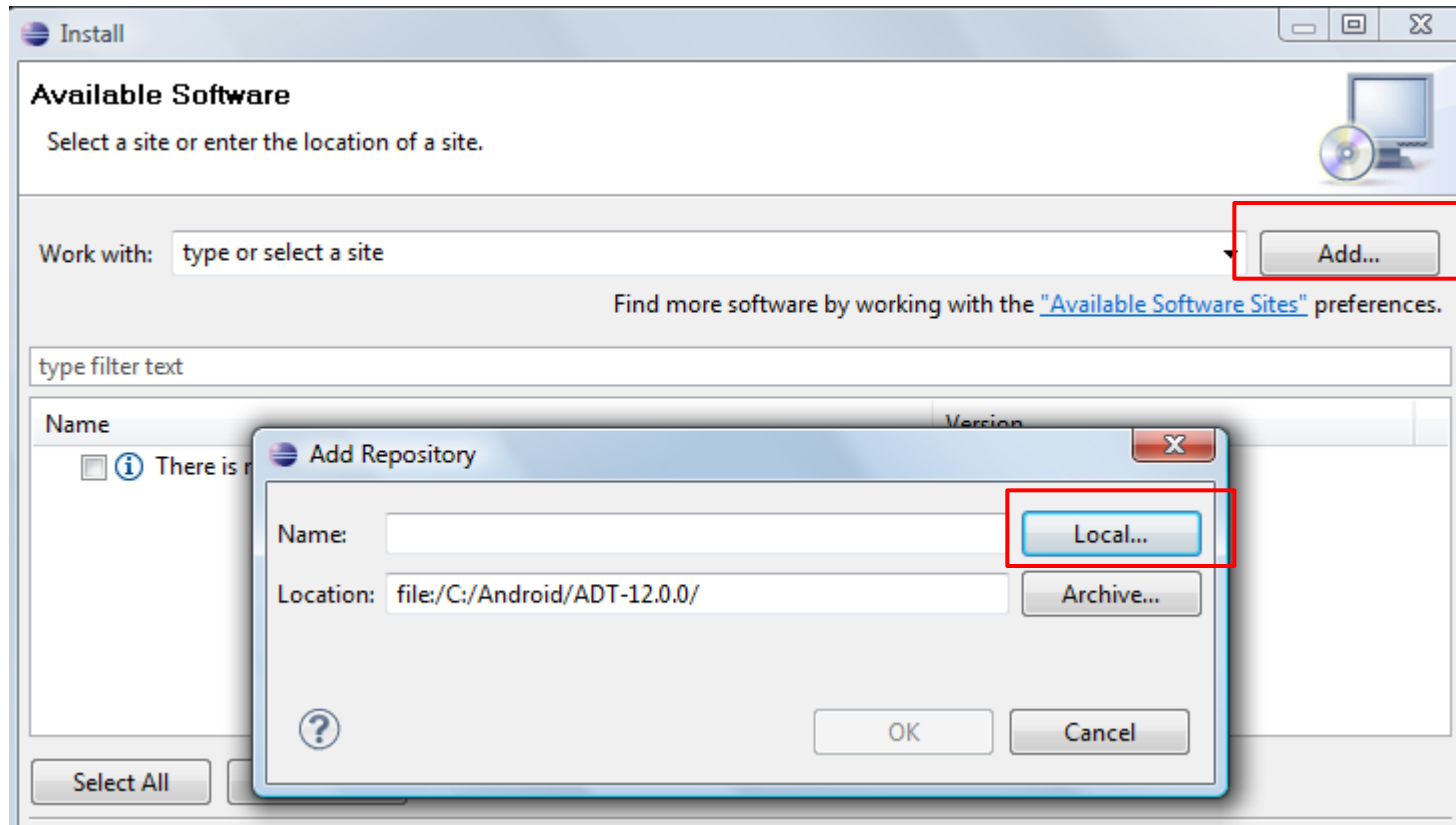 Install
Available Software
Select a site or enter the location of a site.
Work with: type or select a site Add...
Find more software by working with the "Available Software Sites" preferences.
type filter text
Name Version
There is
Add Repository
Name: Local...
Location: file:/C:/Android/ADT-12.0.0/ Archive...
? OK Cancel
Select All